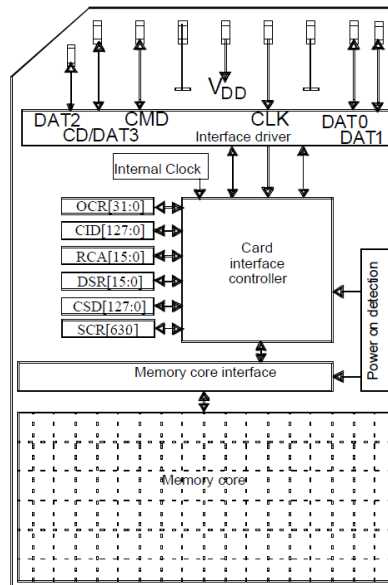 V_DD
DAT2 CMD CLK DAT0
CD/DAT3 Interface driver DAT1
Internal Clock
OCR[31:0]
CID[127:0]
RCA[15:0]
DSR[15:0]
CSD[127:0]
SCR[630]
Card
interface
controller
Power on detection
Memory core interface
Memory core